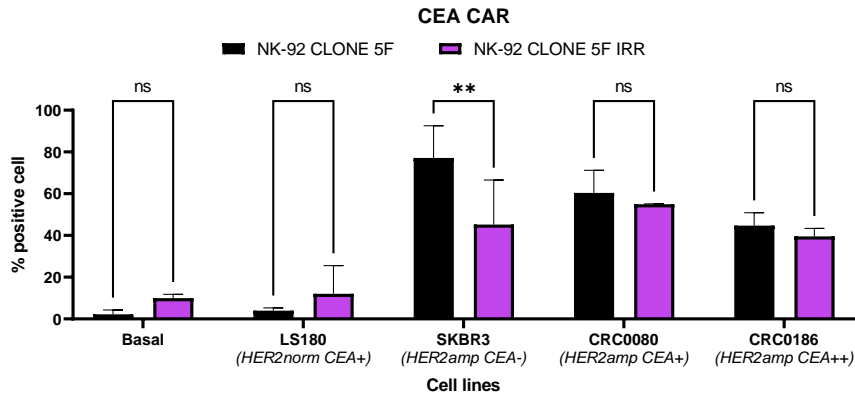 CEA CAR
NK-92 CLONE 5F NK-92 CLONE 5F IRR
ns ns ** ns ns
100
80
60
40
20
0
% positive cell
Basal LS180 SKBR3 CRC0080 CRC0186
(HER2norm CEA+) (HER2amp CEA-) (HER2amp CEA+) (HER2amp CEA++)
Cell lines